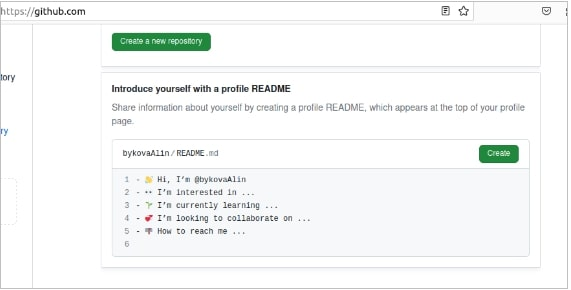 https://github.com
Create a new repository
tory
Introduce yourself with a profile README
Share information about yourself by creating a profile README, which appears at the top of your profile
page.
ry
bykovaAlin/README.md
Create
1 - 👋 Hi, I'm @bykovaAlin
2 - 👀 I'm interested in ...
3 - 🌱 I'm currently learning ...
4 - 💞️ I'm looking to collaborate on ...
5 - 📫 How to reach me ...
6